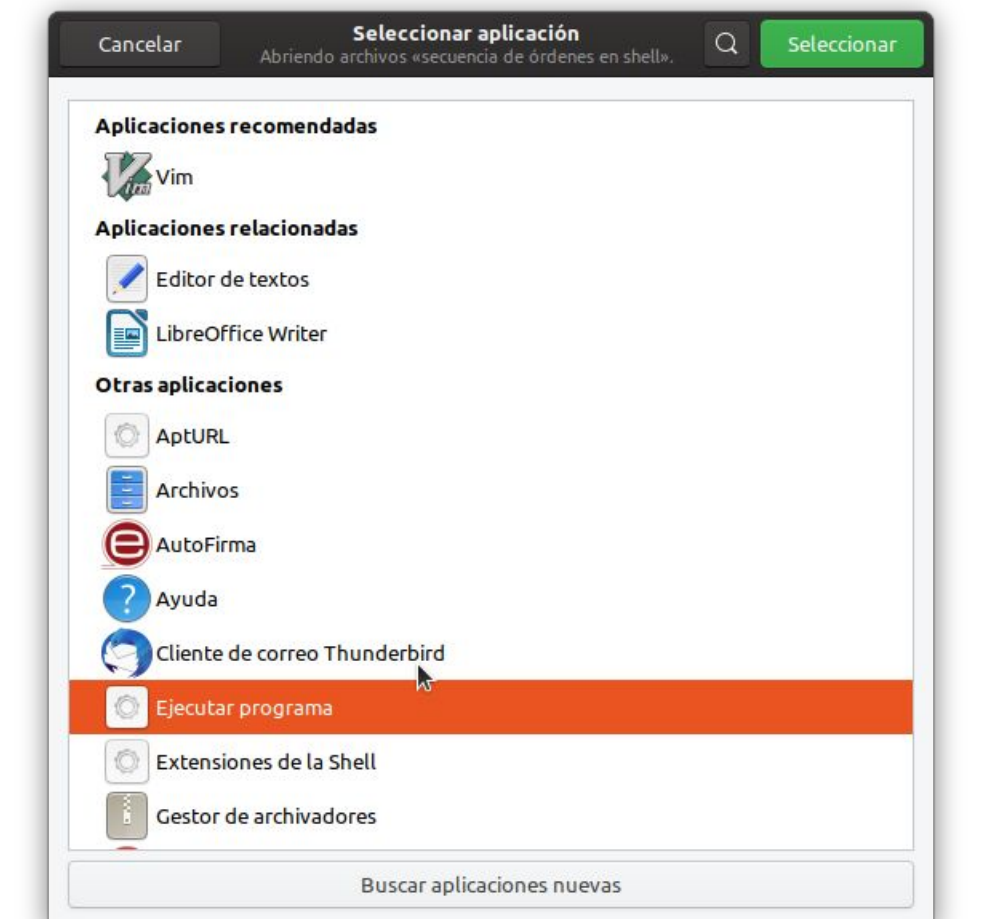 Cancelar
Seleccionar aplicación
Abriendo archivos «secuencia de órdenes en shell».
Seleccionar
Aplicaciones recomendadas
Vim
Aplicaciones relacionadas
Editor de textos
LibreOffice Writer
Otras aplicaciones
AptURL
Archivos
AutoFirma
Ayuda
Cliente de correo Thunderbird
Ejecutar programa
Extensiones de la Shell
Gestor de archivadores
Buscar aplicaciones nuevas